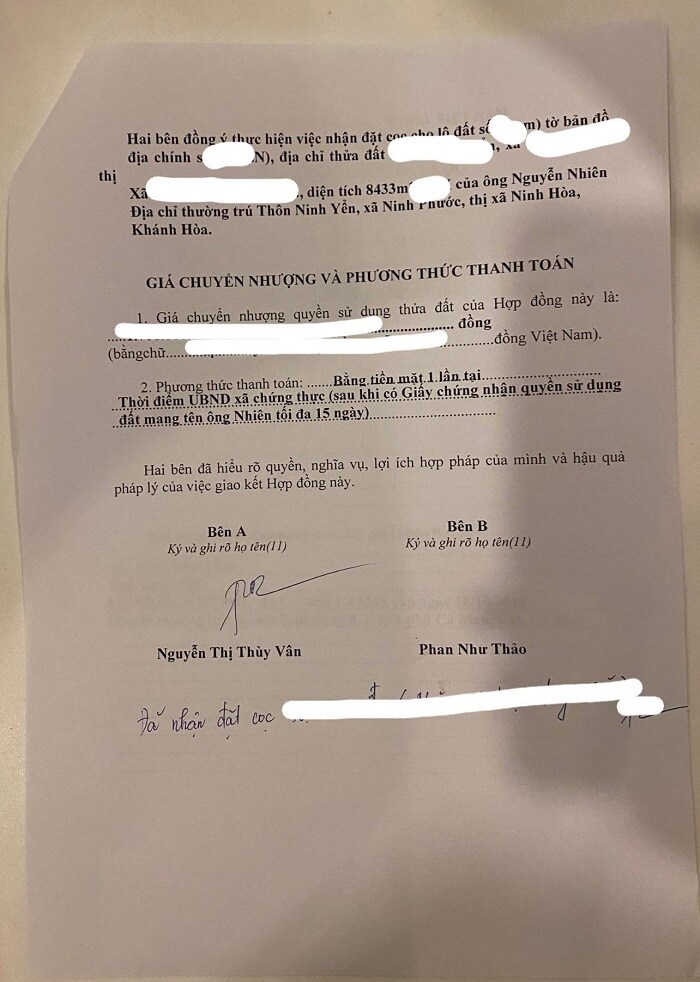 Hai bên đồng ý thực hiện việc nhận đặt cọc cho lô đất số m) tờ bản đồ
địa chính s N), địa chỉ thửa đất
thị
Xã , diện tích 8433m của ông Nguyễn Nhiên
Địa chỉ thường trú Thôn Ninh Yển, xã Ninh Phước, thị xã Ninh Hòa,
Khánh Hòa.
GIÁ CHUYỂN NHƯỢNG VÀ PHƯƠNG THỨC THANH TOÁN
1. Giá chuyển nhượng quyền sử dụng thửa đất của Hợp đồng này là:
.................. đồng
(bằngchữ..... ......đồng Việt Nam).
2. Phương thức thanh toán: ......Bằng tiền mặt 1 lần tại..............................
Thời điểm UBND xã chứng thực (sau khi có Giấy chứng nhận quyền sử dụng
đất mang tên ông Nhiên tối đa 15 ngày)..............................
Hai bên đã hiểu rõ quyền, nghĩa vụ, lợi ích hợp pháp của mình và hậu quả
pháp lý của việc giao kết Hợp đồng này.
Bên A Bên B
Ký và ghi rõ họ tên(11) Ký và ghi rõ họ tên(11)
Nguyễn Thị Thùy Vân Phan Như Thảo
Đã nhận đặt cọc